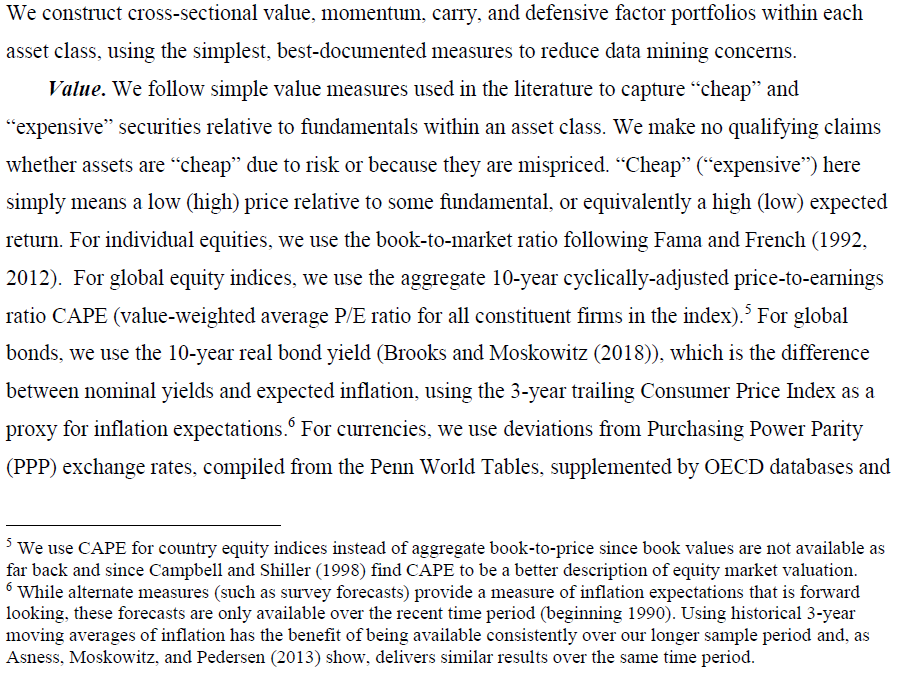 We construct cross-sectional value, momentum, carry, and defensive factor portfolios within each
asset class, using the simplest, best-documented measures to reduce data mining concerns.
Value. We follow simple value measures used in the literature to capture “cheap” and
“expensive” securities relative to fundamentals within an asset class. We make no qualifying claims
whether assets are “cheap” due to risk or because they are mispriced. “Cheap” (“expensive”) here
simply means a low (high) price relative to some fundamental, or equivalently a high (low) expected
return. For individual equities, we use the book-to-market ratio following Fama and French (1992,
2012).  For global equity indices, we use the aggregate 10-year cyclically-adjusted price-to-earnings
ratio CAPE (value-weighted average P/E ratio for all constituent firms in the index).⁵ For global
bonds, we use the 10-year real bond yield (Brooks and Moskowitz (2018)), which is the difference
between nominal yields and expected inflation, using the 3-year trailing Consumer Price Index as a
proxy for inflation expectations.⁶ For currencies, we use deviations from Purchasing Power Parity
(PPP) exchange rates, compiled from the Penn World Tables, supplemented by OECD databases and
⁵ We use CAPE for country equity indices instead of aggregate book-to-price since book values are not available as
far back and since Campbell and Shiller (1998) find CAPE to be a better description of equity market valuation.
⁶ While alternate measures (such as survey forecasts) provide a measure of inflation expectations that is forward
looking, these forecasts are only available over the recent time period (beginning 1990). Using historical 3-year
moving averages of inflation has the benefit of being available consistently over our longer sample period and, as
Asness, Moskowitz, and Pedersen (2013) show, delivers similar results over the same time period.